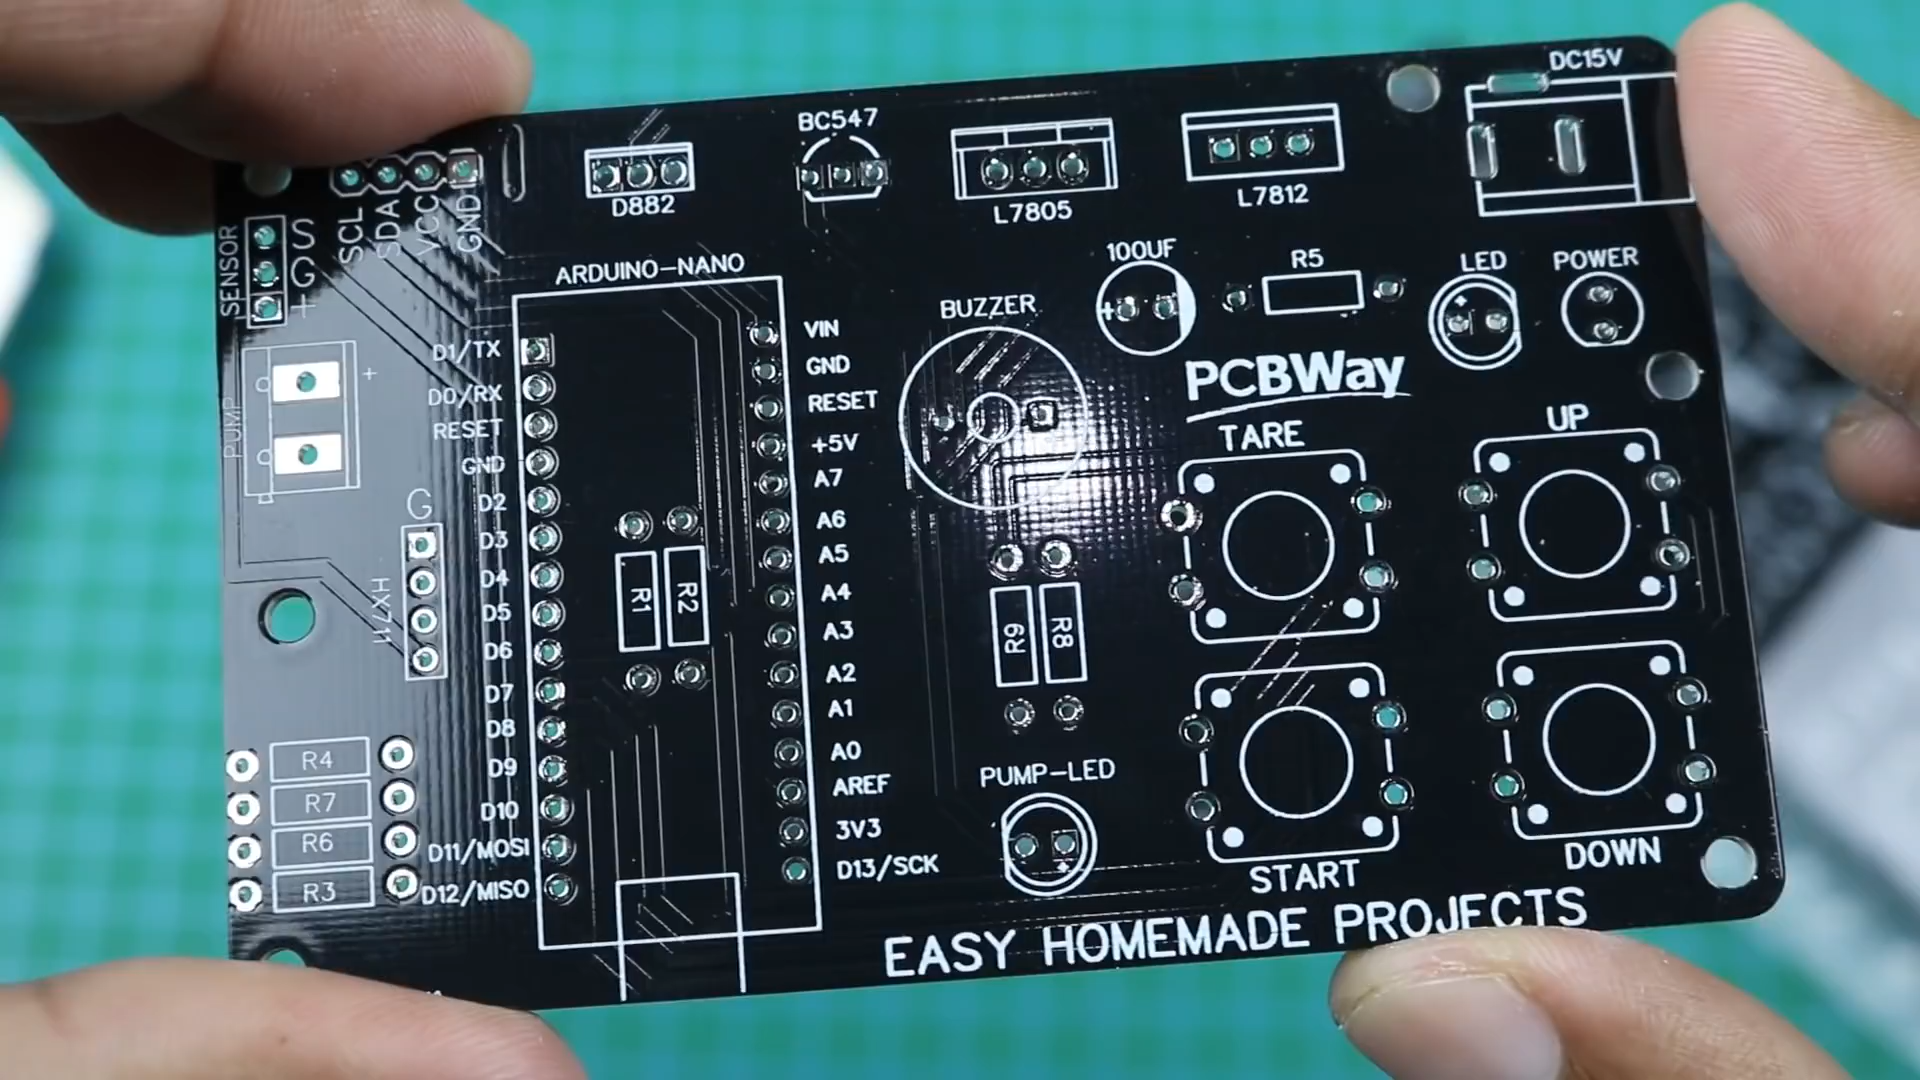 DC15V
BC547
D882
L7805
L7812
SCL
SDA
VCC
GND
SENSOR
S
G
+
ARDUINO-NANO
100UF
+
R5
LED
+
POWER
BUZZER
PUMP
+
D1/TX
D0/RX
RESET
GND
D2
D3
D4
D5
D6
D7
D8
D9
D10
D11/MOSI
D12/MISO
VIN
GND
RESET
+5V
A7
A6
A5
A4
A3
A2
A1
A0
AREF
3V3
D13/SCK
PCBWay
TARE
UP
G
HX711
R1
R2
R9
R8
R4
R7
R6
R3
PUMP-LED
+
START
DOWN
EASY HOMEMADE PROJECTS